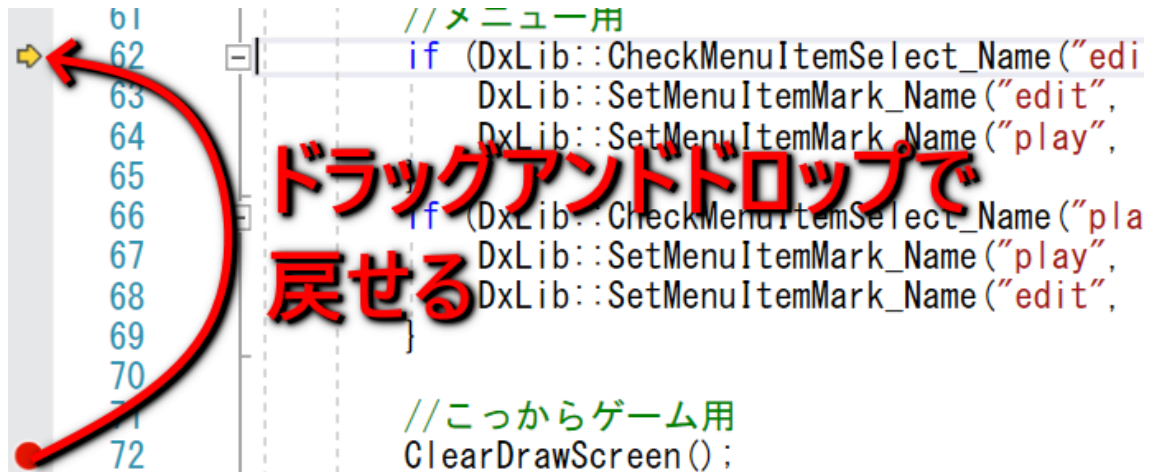 61 //メニュー用
62 if (DxLib::CheckMenuItemSelect_Name("edi
63 DxLib::SetMenuItemMark_Name("edit",
64 DxLib::SetMenuItemMark_Name("play",
65 }
ドラッグアンドドロップで
66 if (DxLib::CheckMenuItemSelect_Name("pla
67 DxLib::SetMenuItemMark_Name("play",
戻せる
68 DxLib::SetMenuItemMark_Name("edit",
69 }
70
71 //こっからゲーム用
72 ClearDrawScreen();